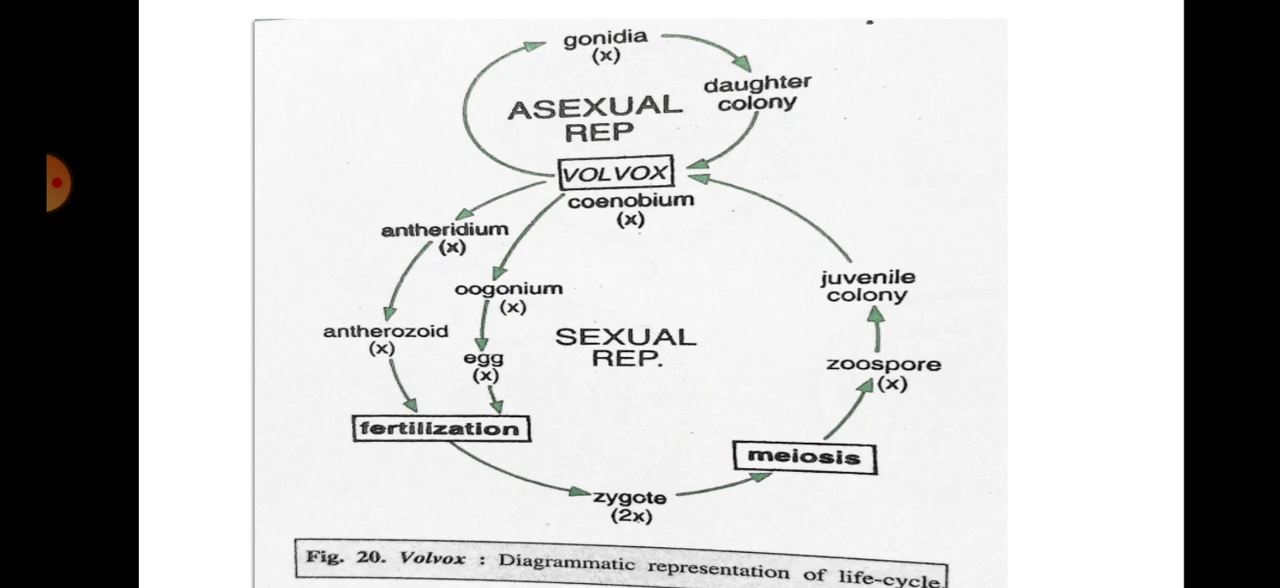 gonidia
(x)
daughter
colony
ASEXUAL
REP
VOLVOX
coenobium
(x)
antheridium
(x)
oogonium
(x)
juvenile
colony
antherozoid
(x)
SEXUAL
REP.
egg
(x)
zoospore
(x)
fertilization
meiosis
zygote
(2x)
Fig. 20. Volvox : Diagrammatic representation of life-cycle